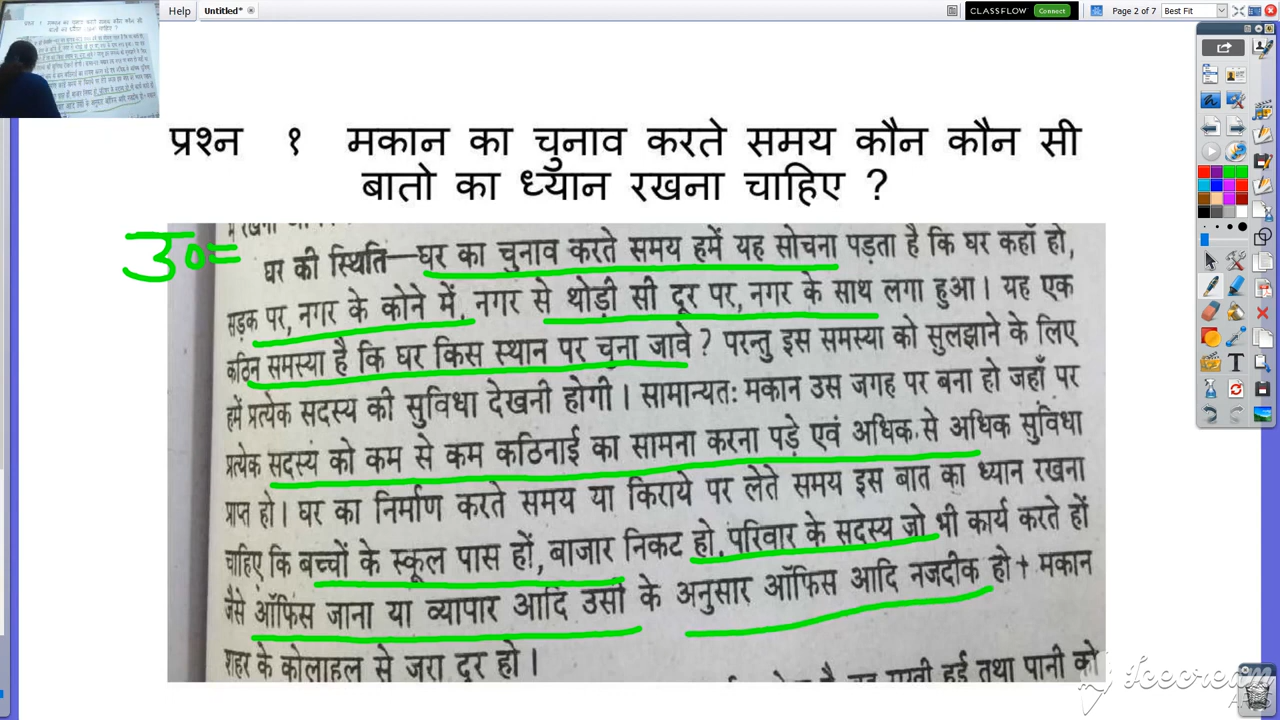 Help
Untitled*
CLASSFLOW Connect
Page 2 of 7
Best Fit
प्रश्न १ मकान का चुनाव करते समय कौन कौन सी
बातो का ध्यान रखना चाहिए ?
उ०=
घर की स्थिति—घर का चुनाव करते समय हमें यह सोचना पड़ता है कि घर कहाँ हो,
सड़क पर, नगर के कोने में, नगर से थोड़ी सी दूर पर, नगर के साथ लगा हुआ। यह एक
कठिन समस्या है कि घर किस स्थान पर चुना जावे ? परन्तु इस समस्या को सुलझाने के लिए
हमें प्रत्येक सदस्य की सुविधा देखनी होगी। सामान्यतः मकान उस जगह पर बना हो जहाँ पर
प्रत्येक सदस्य को कम से कम कठिनाई का सामना करना पड़े एवं अधिक से अधिक सुविधा
प्राप्त हो। घर का निर्माण करते समय या किराये पर लेते समय इस बात का ध्यान रखना
चाहिए कि बच्चों के स्कूल पास हों, बाजार निकट हो, परिवार के सदस्य जो भी कार्य करते हों
जैसे ऑफिस जाना या व्यापार आदि उसी के अनुसार ऑफिस आदि नजदीक हो + मकान
शहर के कोलाहल से जरा दूर हो।
Icecream
APPS